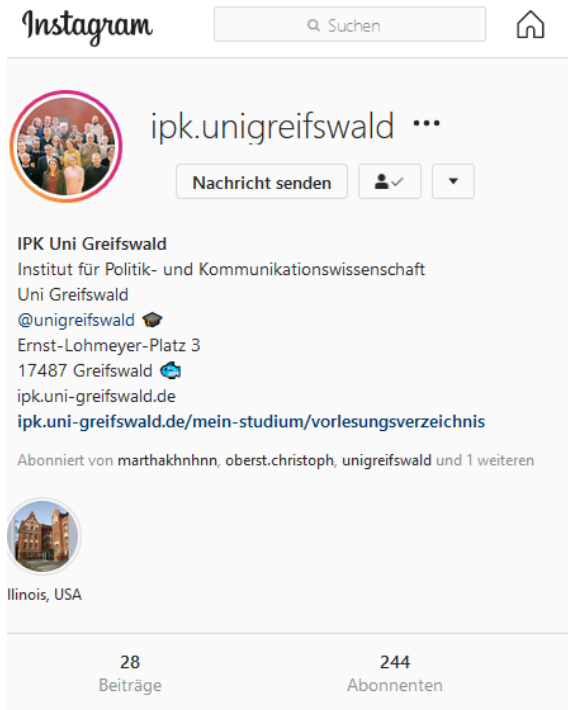 Instagram
Suchen
ipk.unigreifswald
Nachricht senden
IPK Uni Greifswald
Institut für Politik- und Kommunikationswissenschaft
Uni Greifswald
@unigreifswald 🎓
Ernst-Lohmeyer-Platz 3
17487 Greifswald 🐟
ipk.uni-greifswald.de
ipk.uni-greifswald.de/mein-studium/vorlesungsverzeichnis
Abonniert von marthakhnhnn, oberst.christoph, unigreifswald und 1 weiteren
llinois, USA
28 244
Beiträge Abonnenten